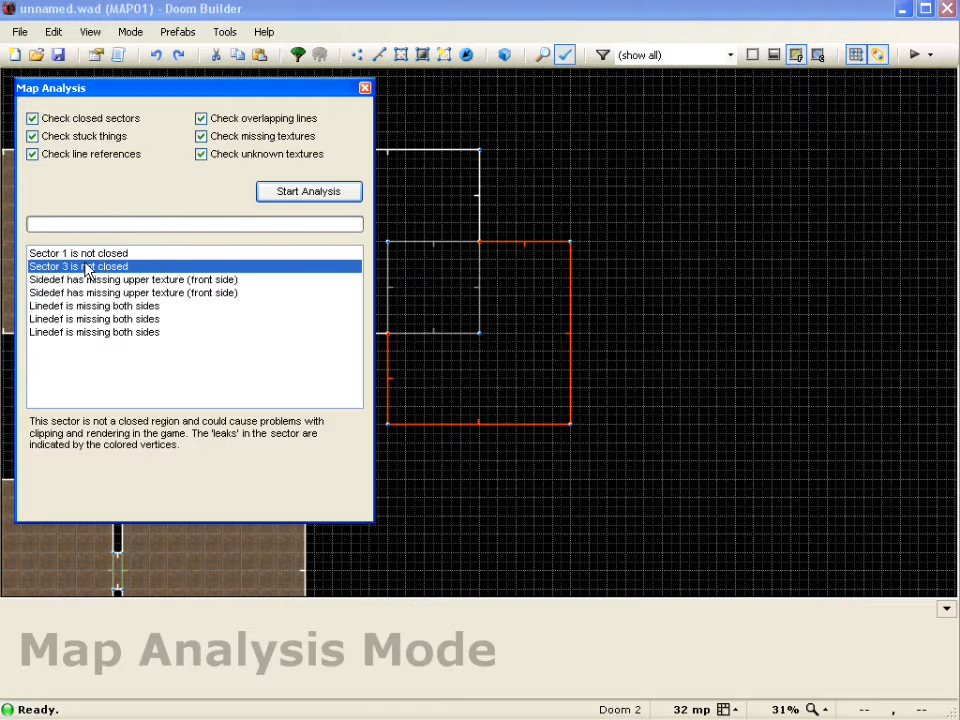 unnamed.wad (MAP01) - Doom Builder
File Edit View Mode Prefabs Tools Help
(show all)
Map Analysis
Check closed sectors
Check overlapping lines
Check stuck things
Check missing textures
Check line references
Check unknown textures
Start Analysis
Sector 1 is not closed
Sector 3 is not closed
Sidedef has missing upper texture (front side)
Sidedef has missing upper texture (front side)
Linedef is missing both sides
Linedef is missing both sides
Linedef is missing both sides
This sector is not a closed region and could cause problems with
clipping and rendering in the game. The 'leaks' in the sector are
indicated by the colored vertices.
Map Analysis Mode
Ready.
Doom 2
32 mp
31%
-- , --